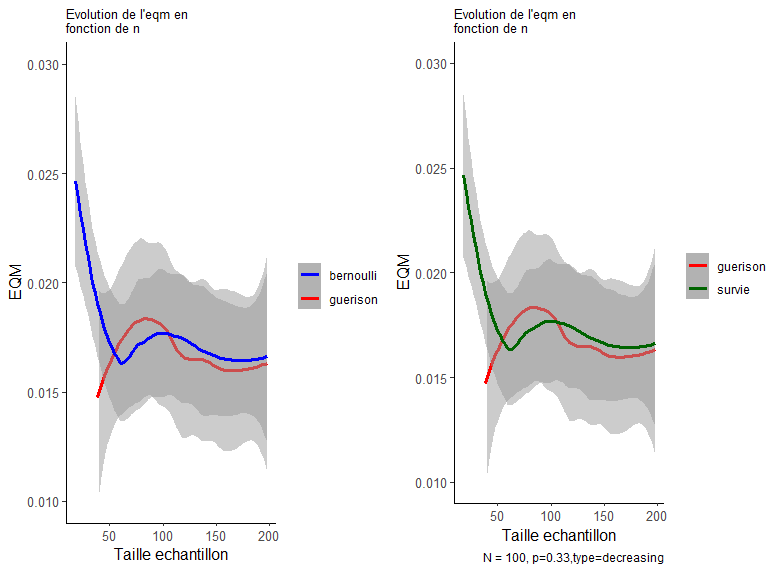 Evolution de l'eqm en
fonction de n
0.030
0.025
0.020
0.015
0.010
EQM
50
100
150
200
Taille echantillon
bernoulli
guerison
Evolution de l'eqm en
fonction de n
0.030
0.025
0.020
0.015
0.010
EQM
50
100
150
200
Taille echantillon
N = 100, p=0.33,type=decreasing
guerison
survie